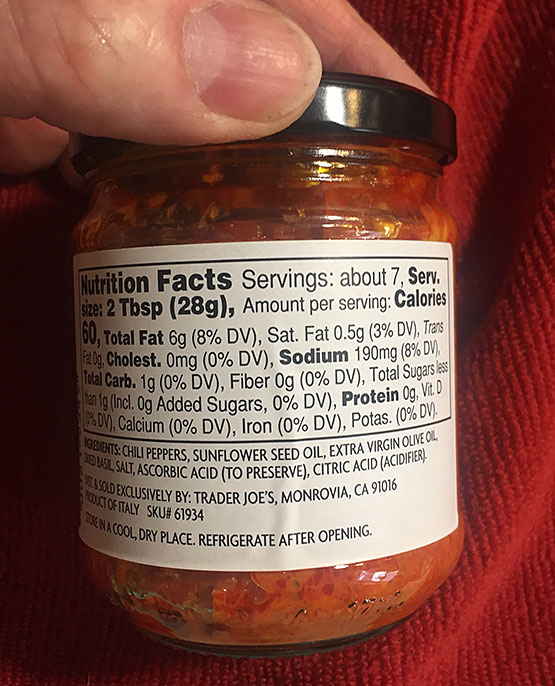 Nutrition Facts Servings: about 7, Serv.
size: 2 Tbsp (28g), Amount per serving: Calories
60, Total Fat 6g (8% DV), Sat. Fat 0.5g (3% DV), Trans
Fat 0g, Cholest. 0mg (0% DV), Sodium 190mg (8% DV),
Total Carb. 1g (0% DV), Fiber 0g (0% DV), Total Sugars less
than 1g (Incl. 0g Added Sugars, 0% DV), Protein 0g, Vit. D
(0% DV), Calcium (0% DV), Iron (0% DV), Potas. (0% DV).
INGREDIENTS: CHILI PEPPERS, SUNFLOWER SEED OIL, EXTRA VIRGIN OLIVE OIL,
DRIED BASIL, SALT, ASCORBIC ACID (TO PRESERVE), CITRIC ACID (ACIDIFIER).
& SOLD EXCLUSIVELY BY: TRADER JOE'S, MONROVIA, CA 91016
PRODUCT OF ITALY SKU# 61934
STORE IN A COOL, DRY PLACE. REFRIGERATE AFTER OPENING.